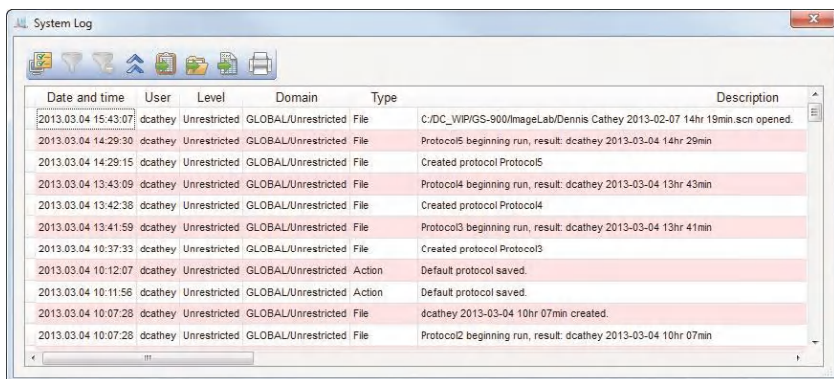 System Log
Date and time User Level Domain Type Description
2013.03.04 15:43:07 dcathey Unrestricted GLOBAL/Unrestricted File C:/DC_WIP/GS-900/ImageLab/Dennis Cathey 2013-02-07 14hr 19min.scn opened.
2013.03.04 14:29:30 dcathey Unrestricted GLOBAL/Unrestricted File Protocol5 beginning run, result: dcathey 2013-03-04 14hr 29min
2013.03.04 14:29:15 dcathey Unrestricted GLOBAL/Unrestricted File Created protocol Protocol5
2013.03.04 13:43:09 dcathey Unrestricted GLOBAL/Unrestricted File Protocol4 beginning run, result: dcathey 2013-03-04 13hr 43min
2013.03.04 13:42:38 dcathey Unrestricted GLOBAL/Unrestricted File Created protocol Protocol4
2013.03.04 13:41:59 dcathey Unrestricted GLOBAL/Unrestricted File Protocol3 beginning run, result: dcathey 2013-03-04 13hr 41min
2013.03.04 10:37:33 dcathey Unrestricted GLOBAL/Unrestricted File Created protocol Protocol3
2013.03.04 10:12:07 dcathey Unrestricted GLOBAL/Unrestricted Action Default protocol saved.
2013.03.04 10:11:56 dcathey Unrestricted GLOBAL/Unrestricted Action Default protocol saved.
2013.03.04 10:07:28 dcathey Unrestricted GLOBAL/Unrestricted File dcathey 2013-03-04 10hr 07min created.
2013.03.04 10:07:28 dcathey Unrestricted GLOBAL/Unrestricted File Protocol2 beginning run, result: dcathey 2013-03-04 10hr 07min